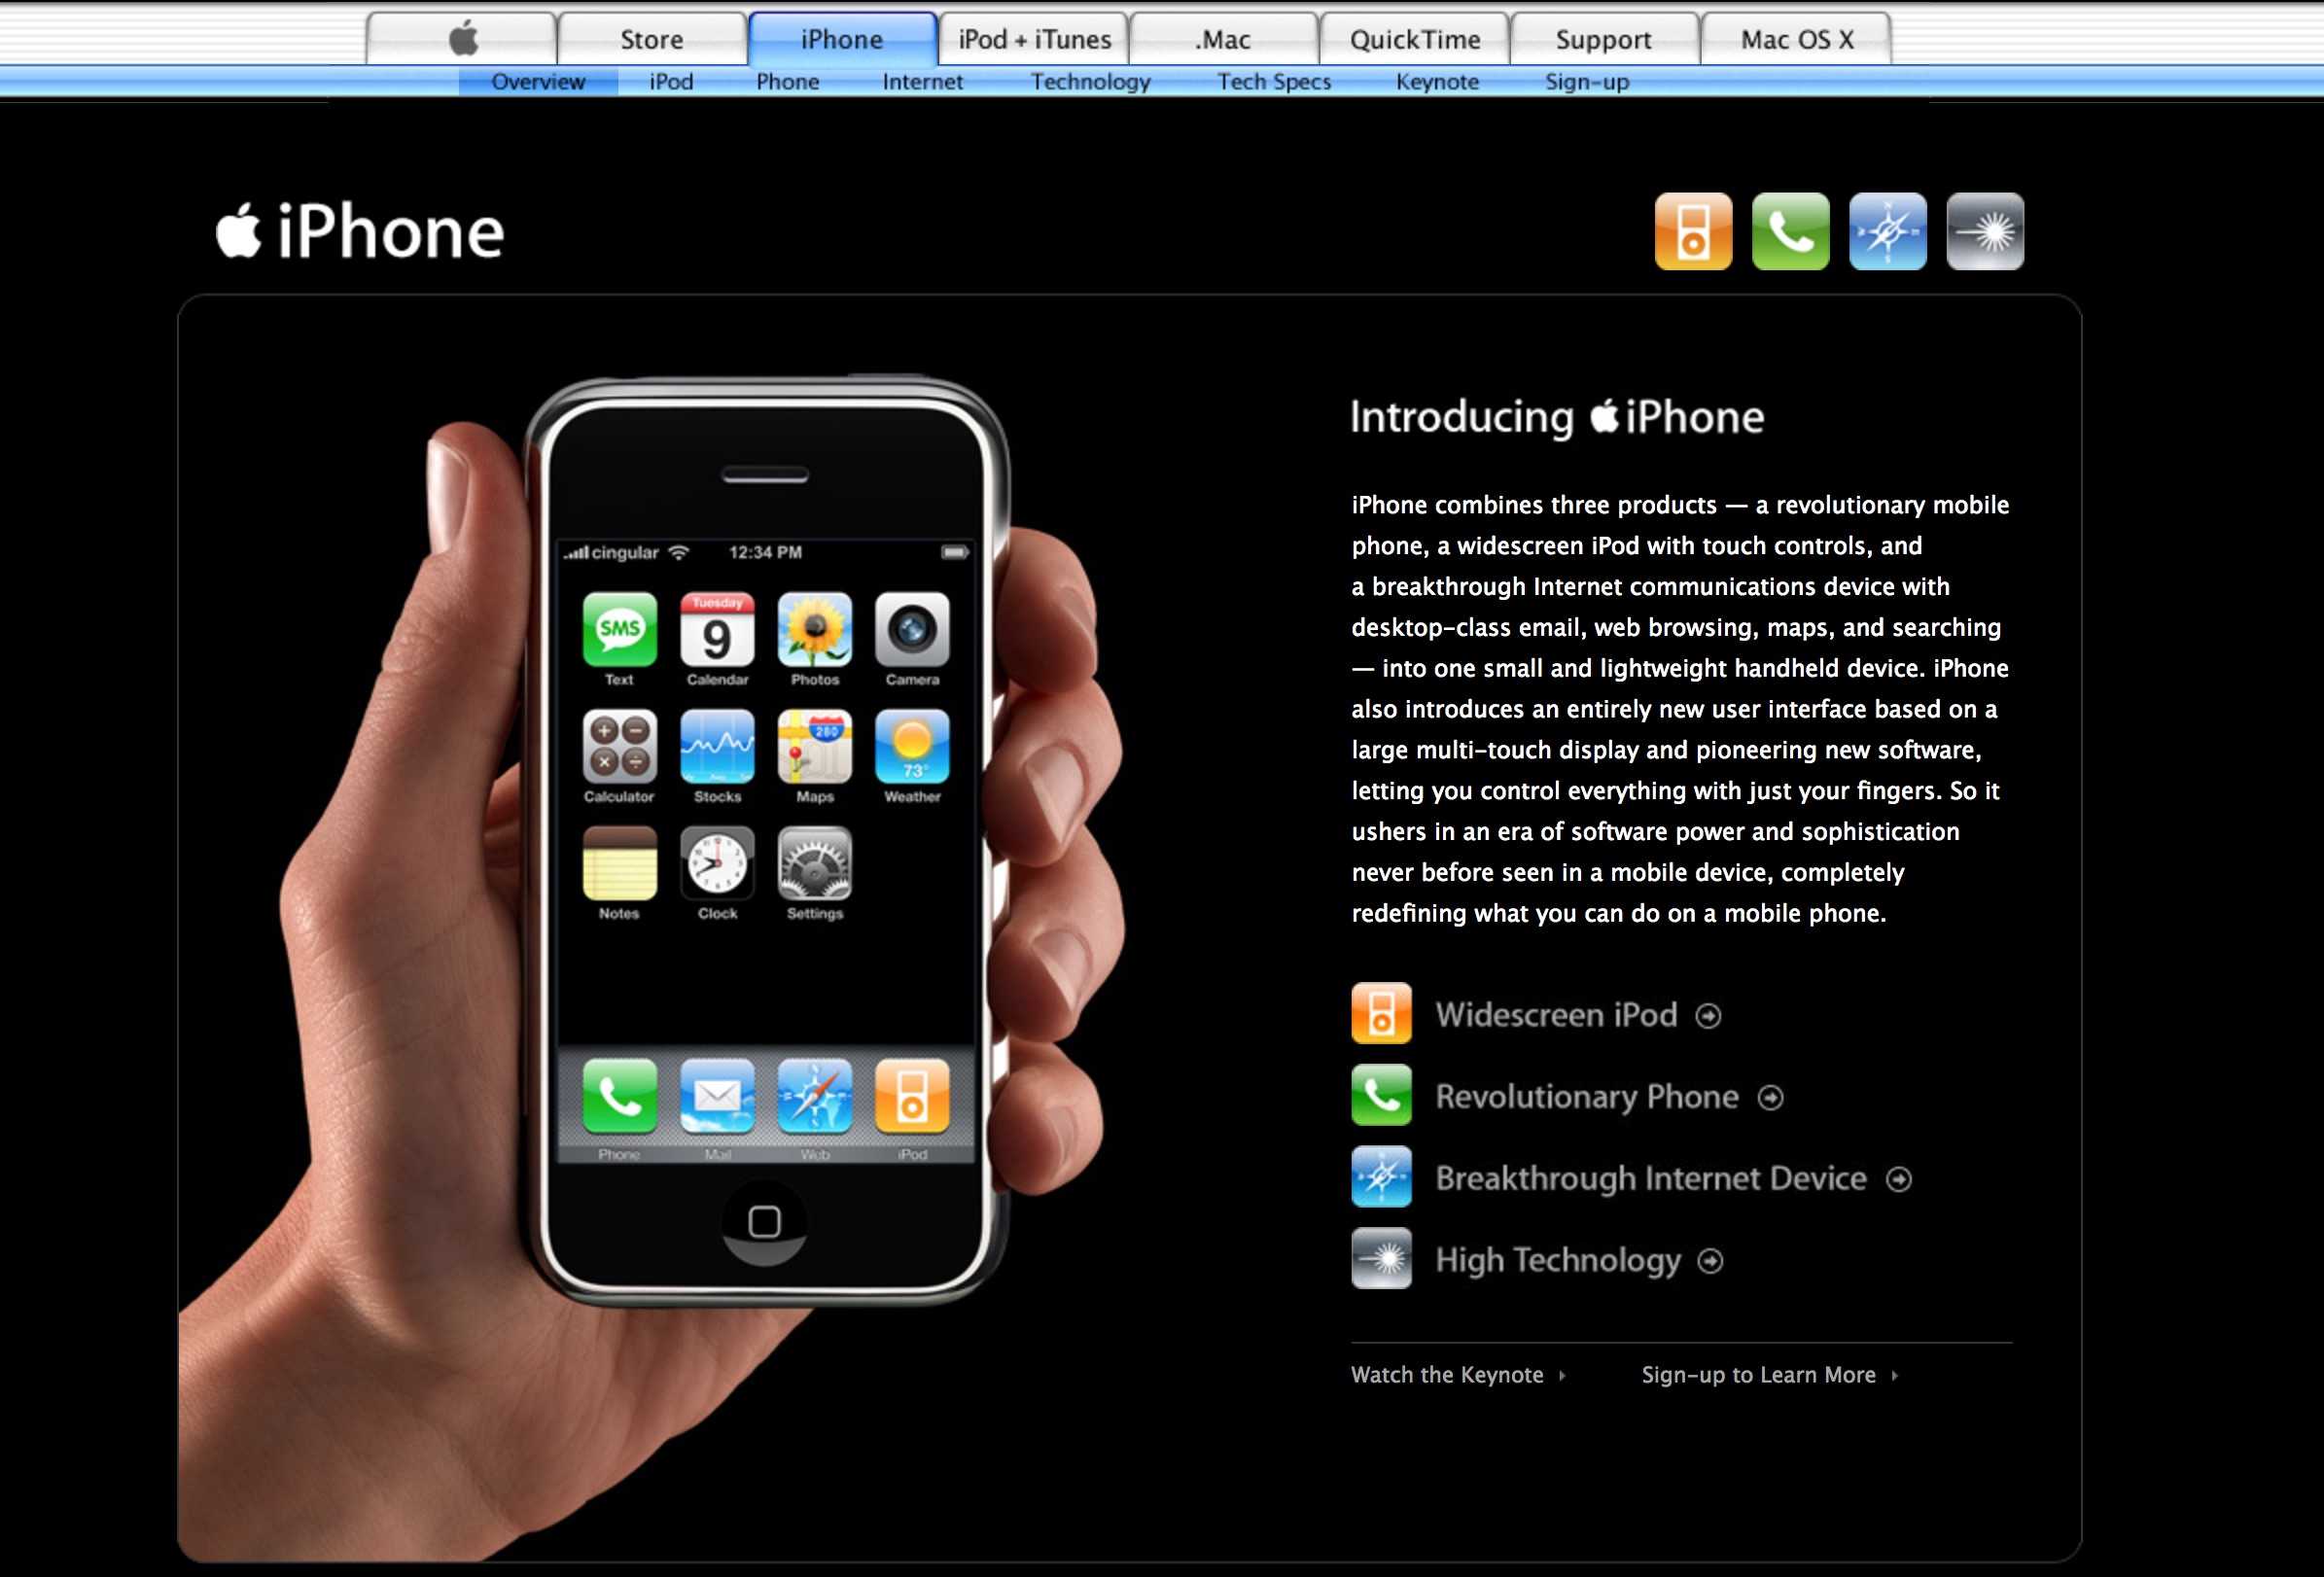 Store
iPhone
iPod + iTunes
.Mac
QuickTime
Support
Mac OS X
Overview
iPod
Phone
Internet
Technology
Tech Specs
Keynote
Sign-up
iPhone
cingular
12:34 PM
SMS
Text
Tuesday
9
Calendar
Photos
Camera
Calculator
Stocks
280
Maps
73°
Weather
Notes
Clock
Settings
Phone
Mail
Web
iPod
Introducing iPhone
iPhone combines three products — a revolutionary mobile
phone, a widescreen iPod with touch controls, and
a breakthrough Internet communications device with
desktop-class email, web browsing, maps, and searching
— into one small and lightweight handheld device. iPhone
also introduces an entirely new user interface based on a
large multi-touch display and pioneering new software,
letting you control everything with just your fingers. So it
ushers in an era of software power and sophistication
never before seen in a mobile device, completely
redefining what you can do on a mobile phone.
Widescreen iPod
Revolutionary Phone
Breakthrough Internet Device
High Technology
Watch the Keynote
Sign-up to Learn More